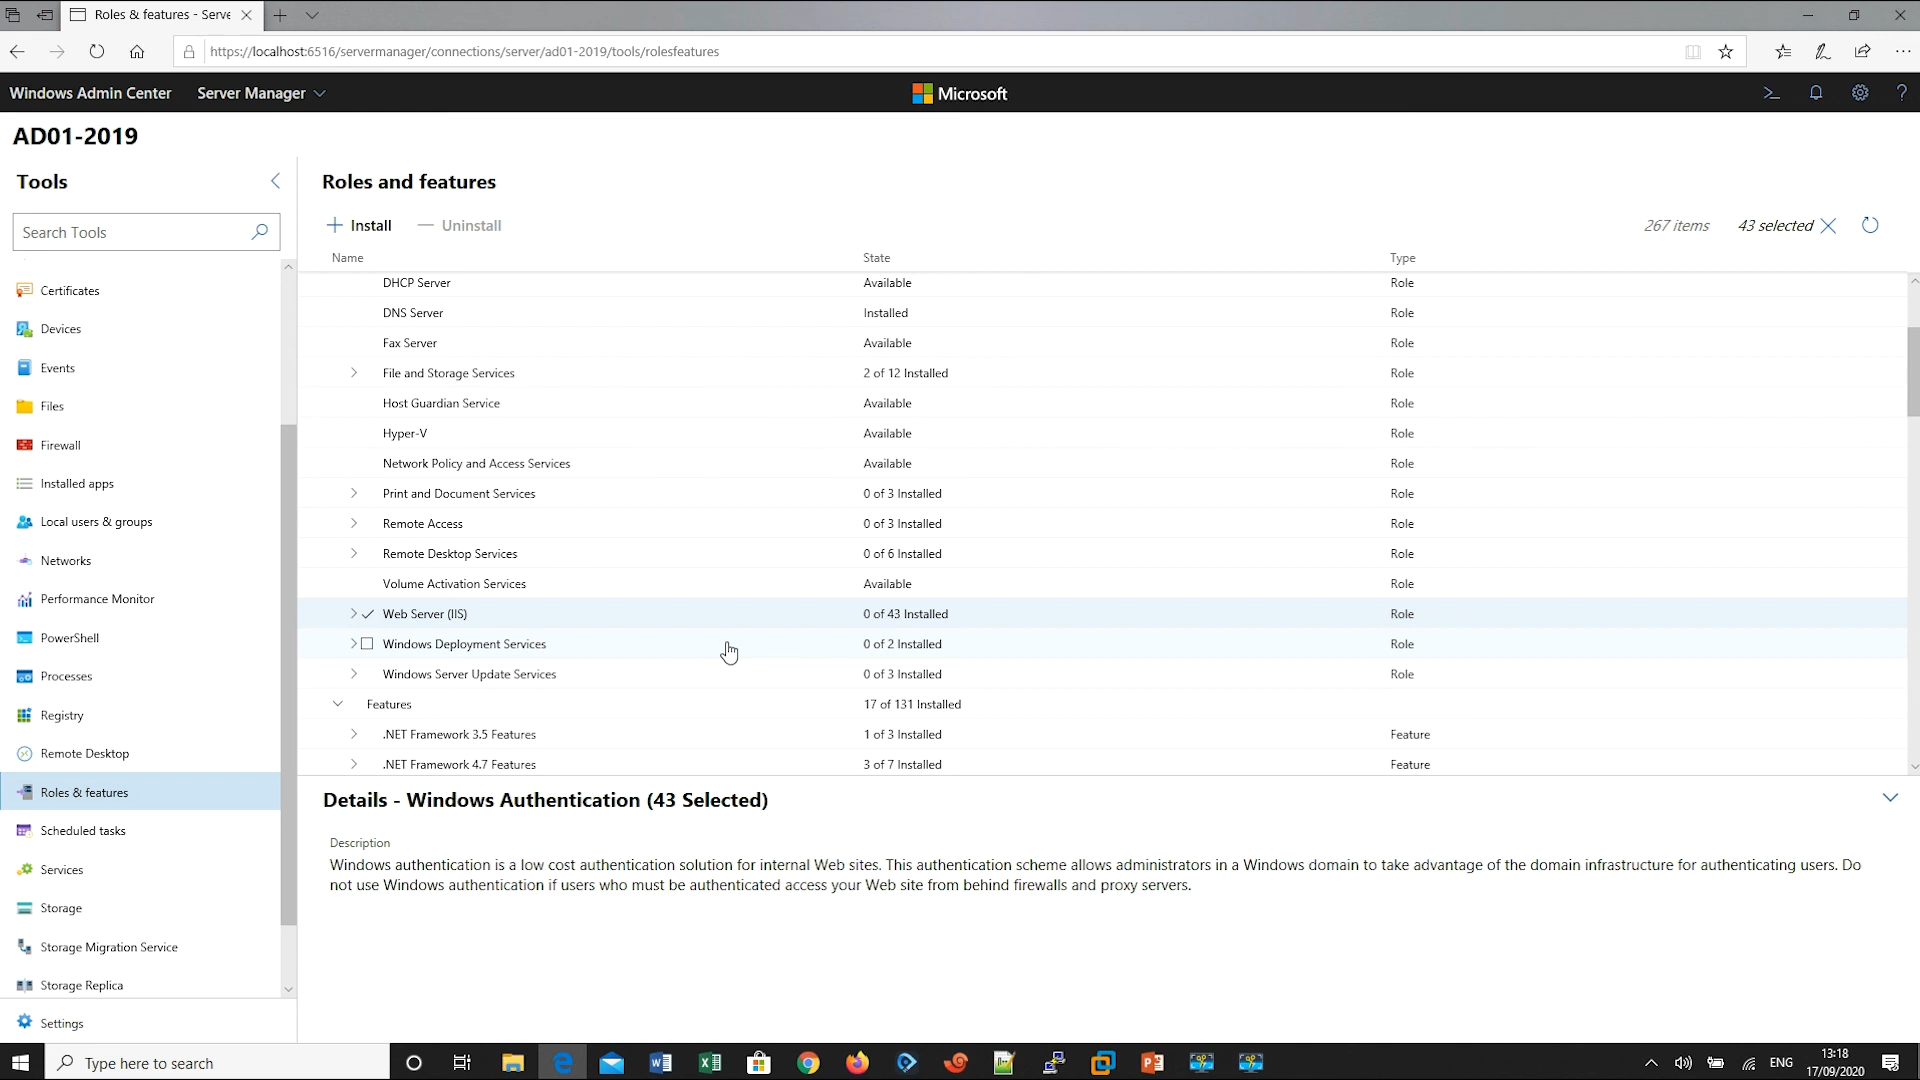 Roles & features - Serve
https://localhost:6516/servermanager/connections/server/ad01-2019/tools/rolesfeatures
Windows Admin Center
Server Manager
Microsoft
AD01-2019
Tools
Search Tools
Certificates
Devices
Events
Files
Firewall
Installed apps
Local users & groups
Networks
Performance Monitor
PowerShell
Processes
Registry
Remote Desktop
Roles & features
Scheduled tasks
Services
Storage
Storage Migration Service
Storage Replica
Settings
Roles and features
Install Uninstall 267 items 43 selected
Name State Type
DHCP Server Available Role
DNS Server Installed Role
Fax Server Available Role
File and Storage Services 2 of 12 Installed Role
Host Guardian Service Available Role
Hyper-V Available Role
Network Policy and Access Services Available Role
Print and Document Services 0 of 3 Installed Role
Remote Access 0 of 3 Installed Role
Remote Desktop Services 0 of 6 Installed Role
Volume Activation Services Available Role
Web Server (IIS) 0 of 43 Installed Role
Windows Deployment Services 0 of 2 Installed Role
Windows Server Update Services 0 of 3 Installed Role
Features 17 of 131 Installed
.NET Framework 3.5 Features 1 of 3 Installed Feature
.NET Framework 4.7 Features 3 of 7 Installed Feature
Details - Windows Authentication (43 Selected)
Description
Windows authentication is a low cost authentication solution for internal Web sites. This authentication scheme allows administrators in a Windows domain to take advantage of the domain infrastructure for authenticating users. Do
not use Windows authentication if users who must be authenticated access your Web site from behind firewalls and proxy servers.
Type here to search
ENG
13:18
17/09/2020